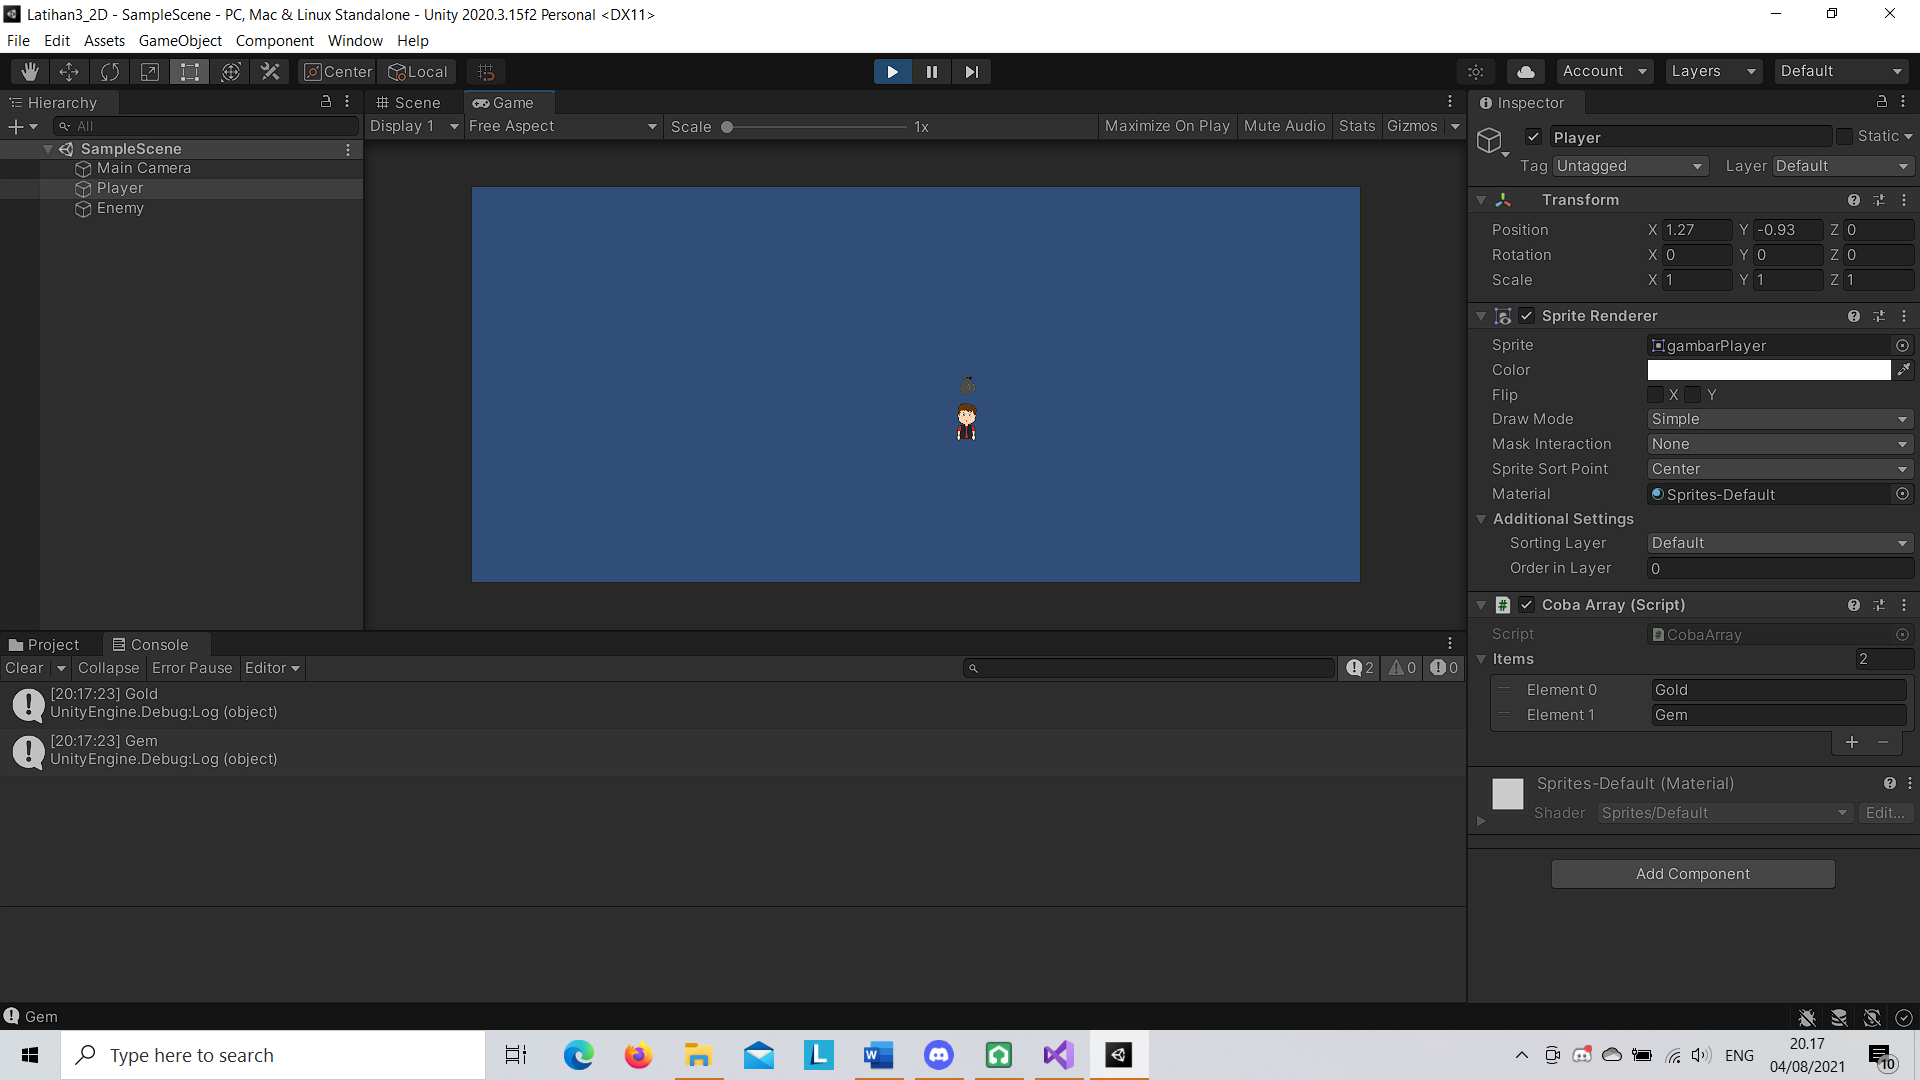 Latihan3_2D - SampleScene - PC, Mac & Linux Standalone - Unity 2020.3.15f2 Personal <DX11>
File Edit Assets GameObject Component Window Help
Center Local Account Layers Default
Hierarchy
All
SampleScene
Main Camera
Player
Enemy
Scene Game
Display 1 Free Aspect Scale 1x Maximize On Play Mute Audio Stats Gizmos
Project Console
Clear Collapse Error Pause Editor 2 0 0
[20:17:23] Gold
UnityEngine.Debug:Log (object)
[20:17:23] Gem
UnityEngine.Debug:Log (object)
Gem
Inspector
Player Static
Tag Untagged Layer Default
Transform
Position X 1.27 Y -0.93 Z 0
Rotation X 0 Y 0 Z 0
Scale X 1 Y 1 Z 1
Sprite Renderer
Sprite gambarPlayer
Color
Flip X Y
Draw Mode Simple
Mask Interaction None
Sprite Sort Point Center
Material Sprites-Default
Additional Settings
Sorting Layer Default
Order in Layer 0
# Coba Array (Script)
Script # CobaArray
Items 2
Element 0 Gold
Element 1 Gem
+ −
Sprites-Default (Material)
Shader Sprites/Default Edit...
Add Component
Type here to search
ENG
20.17
04/08/2021
10